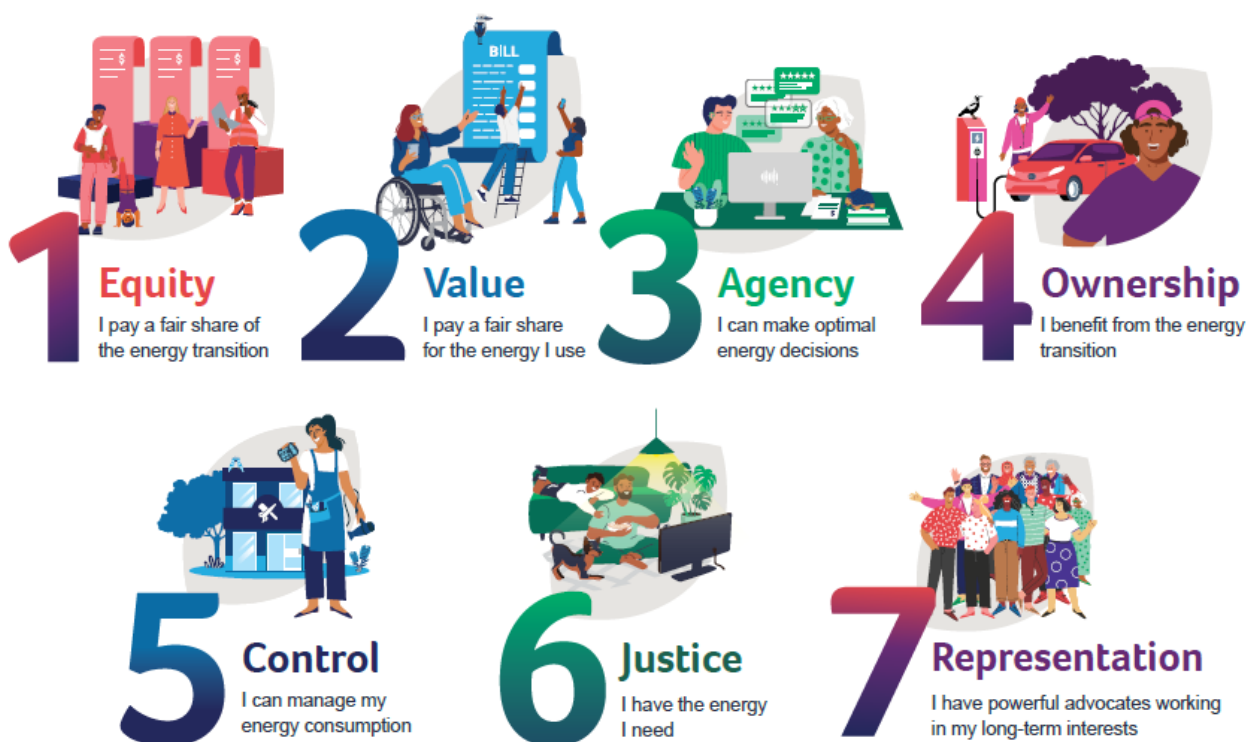 $
$
$
BILL
1
Equity
I pay a fair share of
the energy transition
2
Value
I pay a fair share
for the energy I use
3
Agency
I can make optimal
energy decisions
4
Ownership
I benefit from the energy
transition
5
Control
I can manage my
energy consumption
6
Justice
I have the energy
I need
7
Representation
I have powerful advocates working
in my long-term interests